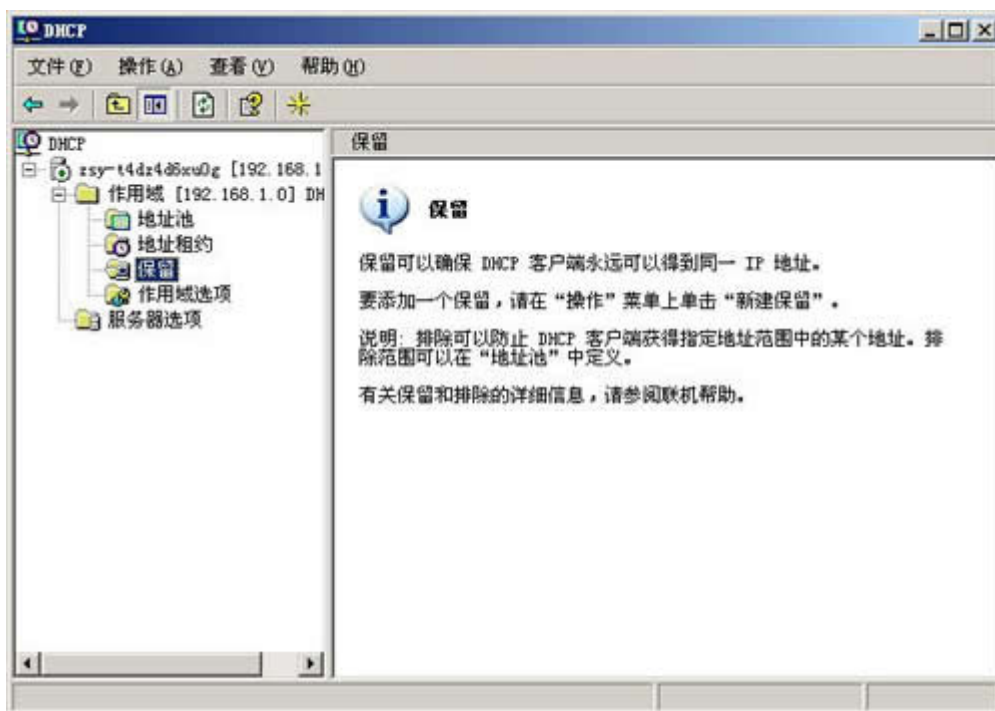 DHCP
文件(F) 操作(A) 查看(V) 帮助(H)
DHCP
zsy-t4dz4d6xu0g [192.168.1
作用域 [192.168.1.0] DH
地址池
地址租约
保留
作用域选项
服务器选项
保留
保留
保留可以确保 DHCP 客户端永远可以得到同一 IP 地址。
要添加一个保留，请在“操作”菜单上单击“新建保留”。
说明: 排除可以防止 DHCP 客户端获得指定地址范围中的某个地址。排
除范围可以在“地址池”中定义。
有关保留和排除的详细信息，请参阅联机帮助。